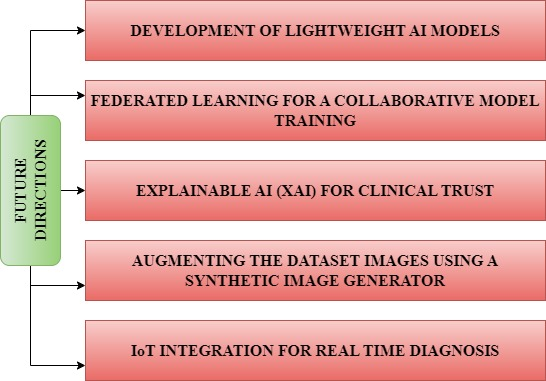 FUTURE
DIRECTIONS
DEVELOPMENT OF LIGHTWEIGHT AI MODELS
FEDERATED LEARNING FOR A COLLABORATIVE MODEL
TRAINING
EXPLAINABLE AI (XAI) FOR CLINICAL TRUST
AUGMENTING THE DATASET IMAGES USING A
SYNTHETIC IMAGE GENERATOR
IoT INTEGRATION FOR REAL TIME DIAGNOSIS